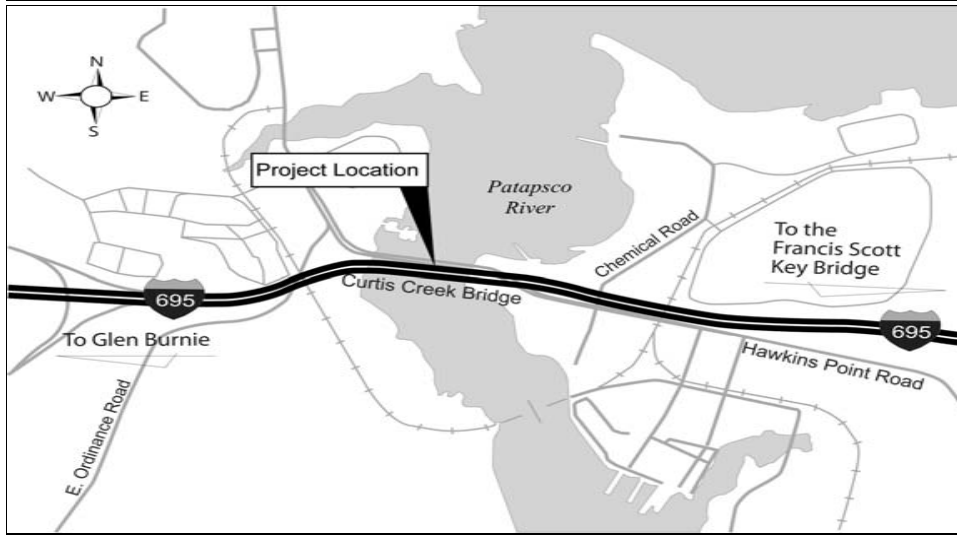 N
W
E
S
Project Location
Patapsco
River
Chemical Road
To the
Francis Scott
Key Bridge
Curtis Creek Bridge
695
695
To Glen Burnie
Hawkins Point Road
E. Ordinance Road